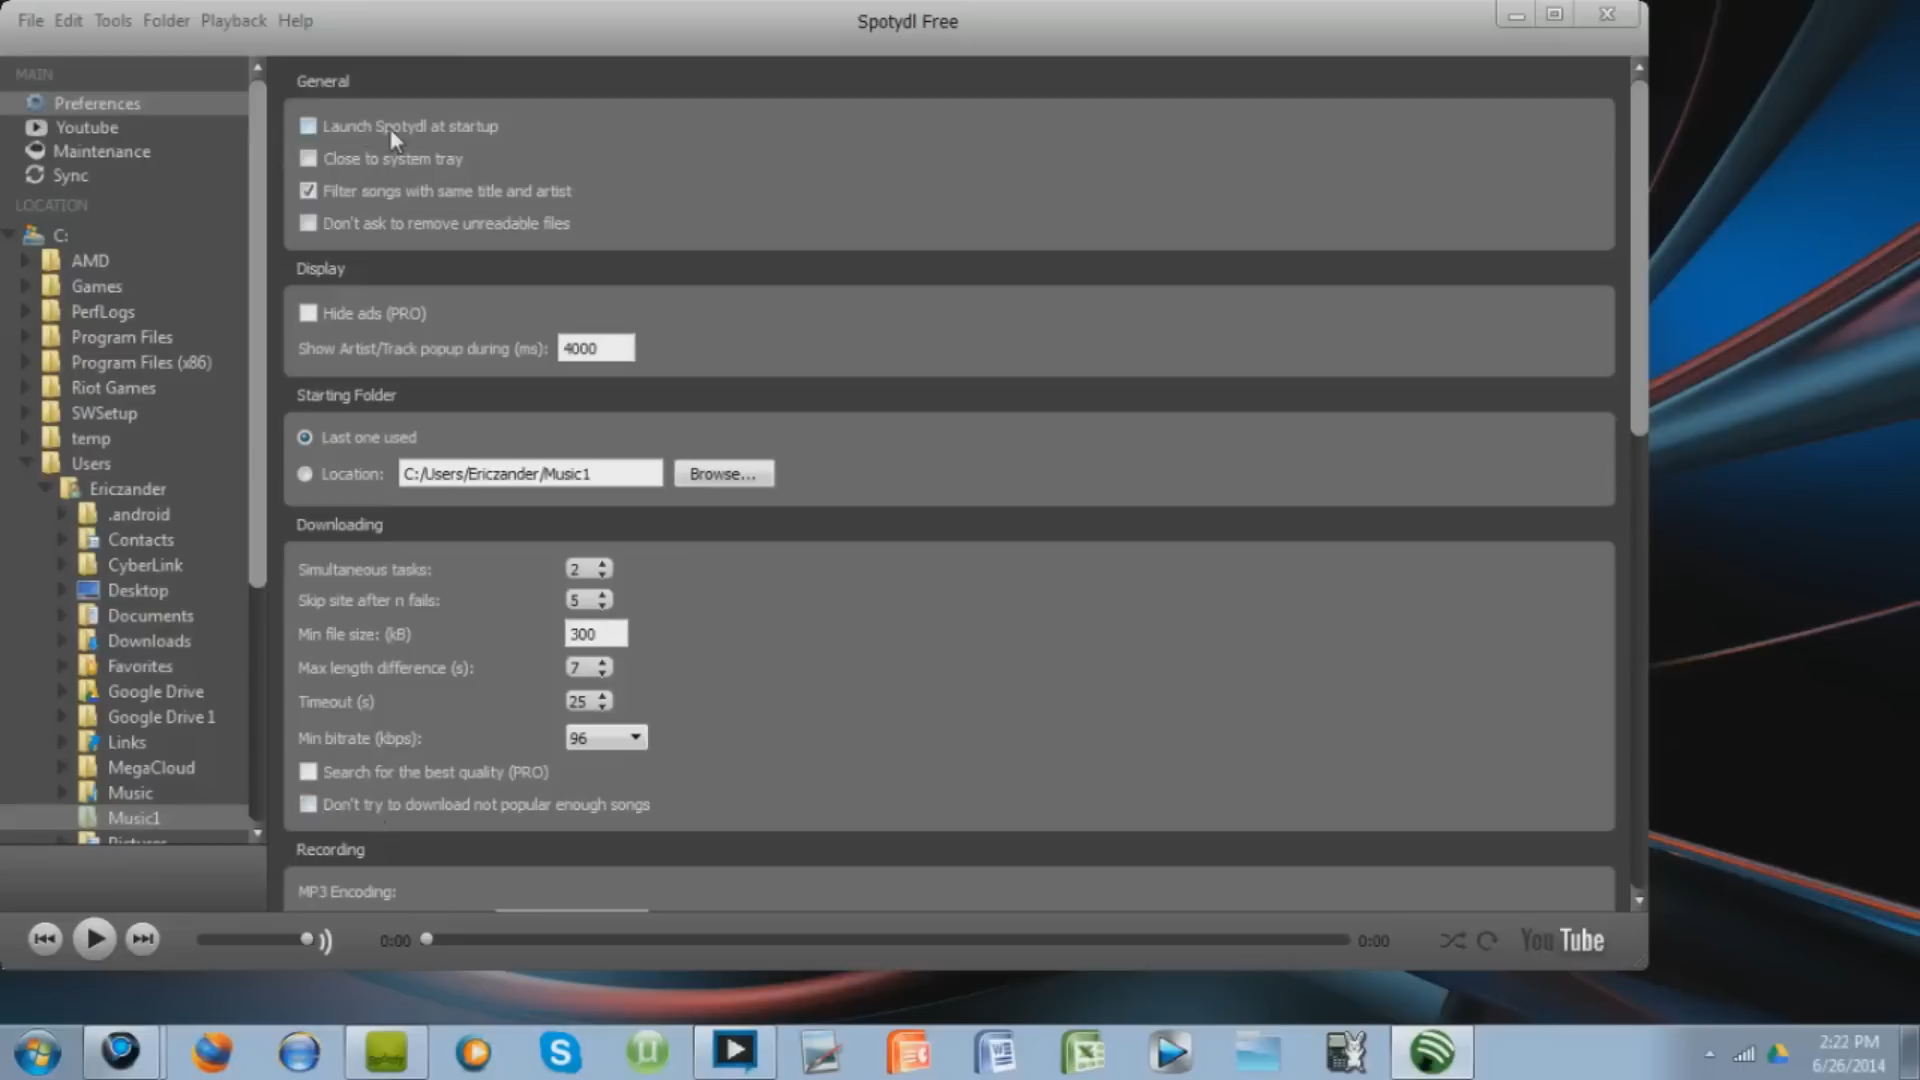 File Edit Tools Folder Playback Help
Spotydl Free
MAIN
Preferences
Youtube
Maintenance
Sync
LOCATION
C:
AMD
Games
PerfLogs
Program Files
Program Files (x86)
Riot Games
SWSetup
temp
Users
Ericzander
.android
Contacts
CyberLink
Desktop
Documents
Downloads
Favorites
Google Drive
Google Drive 1
Links
MegaCloud
Music
Music1
Pictures
General
Launch Spotydl at startup
Close to system tray
Filter songs with same title and artist
Don't ask to remove unreadable files
Display
Hide ads (PRO)
Show Artist/Track popup during (ms): 4000
Starting Folder
Last one used
Location: C:/Users/Ericzander/Music1 Browse...
Downloading
Simultaneous tasks: 2
Skip site after n fails: 5
Min file size: (kB) 300
Max length difference (s): 7
Timeout (s) 25
Min bitrate (kbps): 96
Search for the best quality (PRO)
Don't try to download not popular enough songs
Recording
MP3 Encoding:
0:00 0:00 YouTube
2:22 PM
6/26/2014